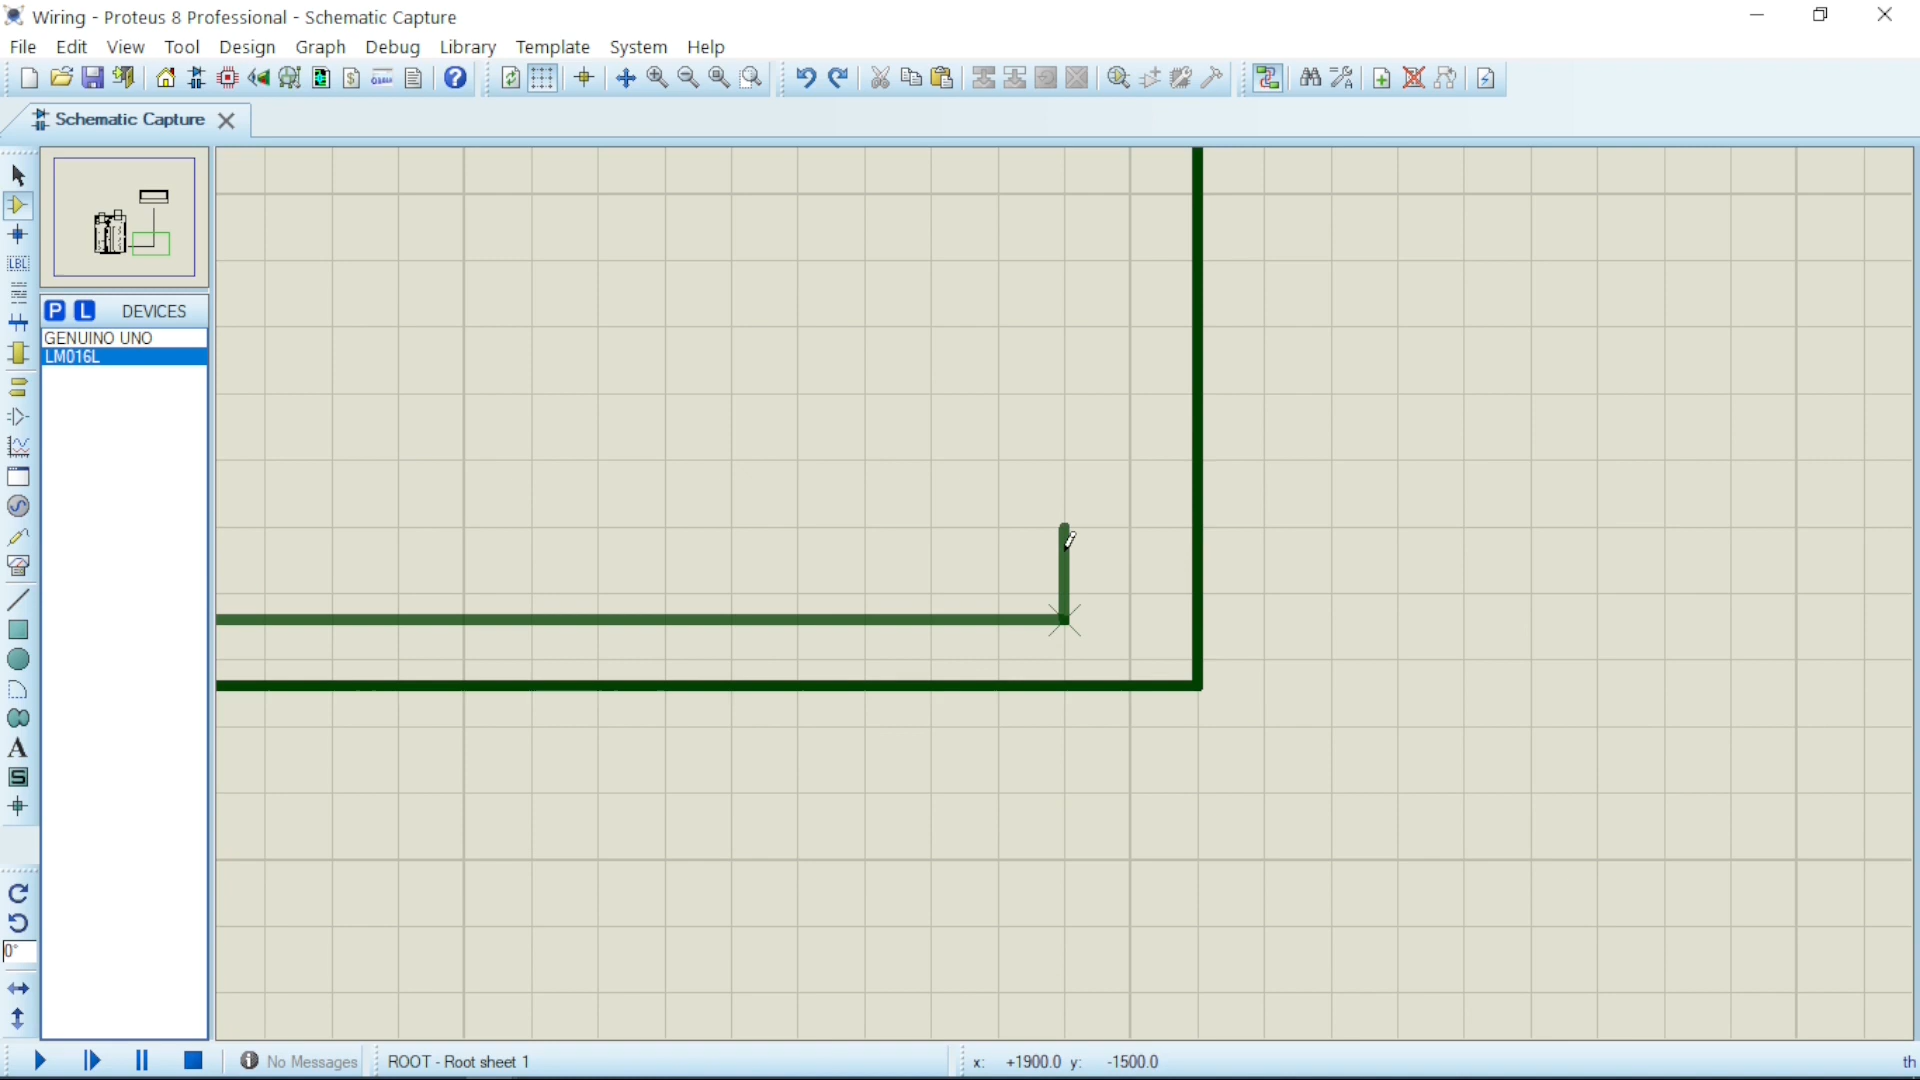 Wiring - Proteus 8 Professional - Schematic Capture
File Edit View Tool Design Graph Debug Library Template System Help
Schematic Capture
P L DEVICES
GENUINO UNO
LM016L
LBL
A
S
0°
No Messages ROOT - Root sheet 1 x: +1900.0 y: -1500.0 th